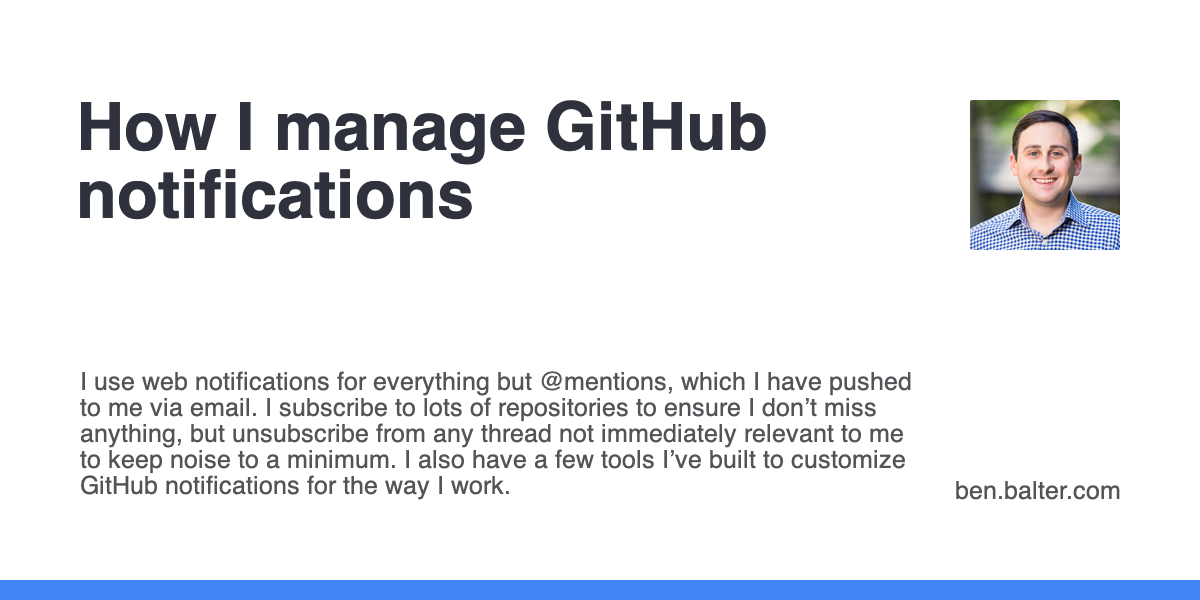 How I manage GitHub
notifications
I use web notifications for everything but @mentions, which I have pushed
to me via email. I subscribe to lots of repositories to ensure I don’t miss
anything, but unsubscribe from any thread not immediately relevant to me
to keep noise to a minimum. I also have a few tools I’ve built to customize
GitHub notifications for the way I work.
ben.balter.com